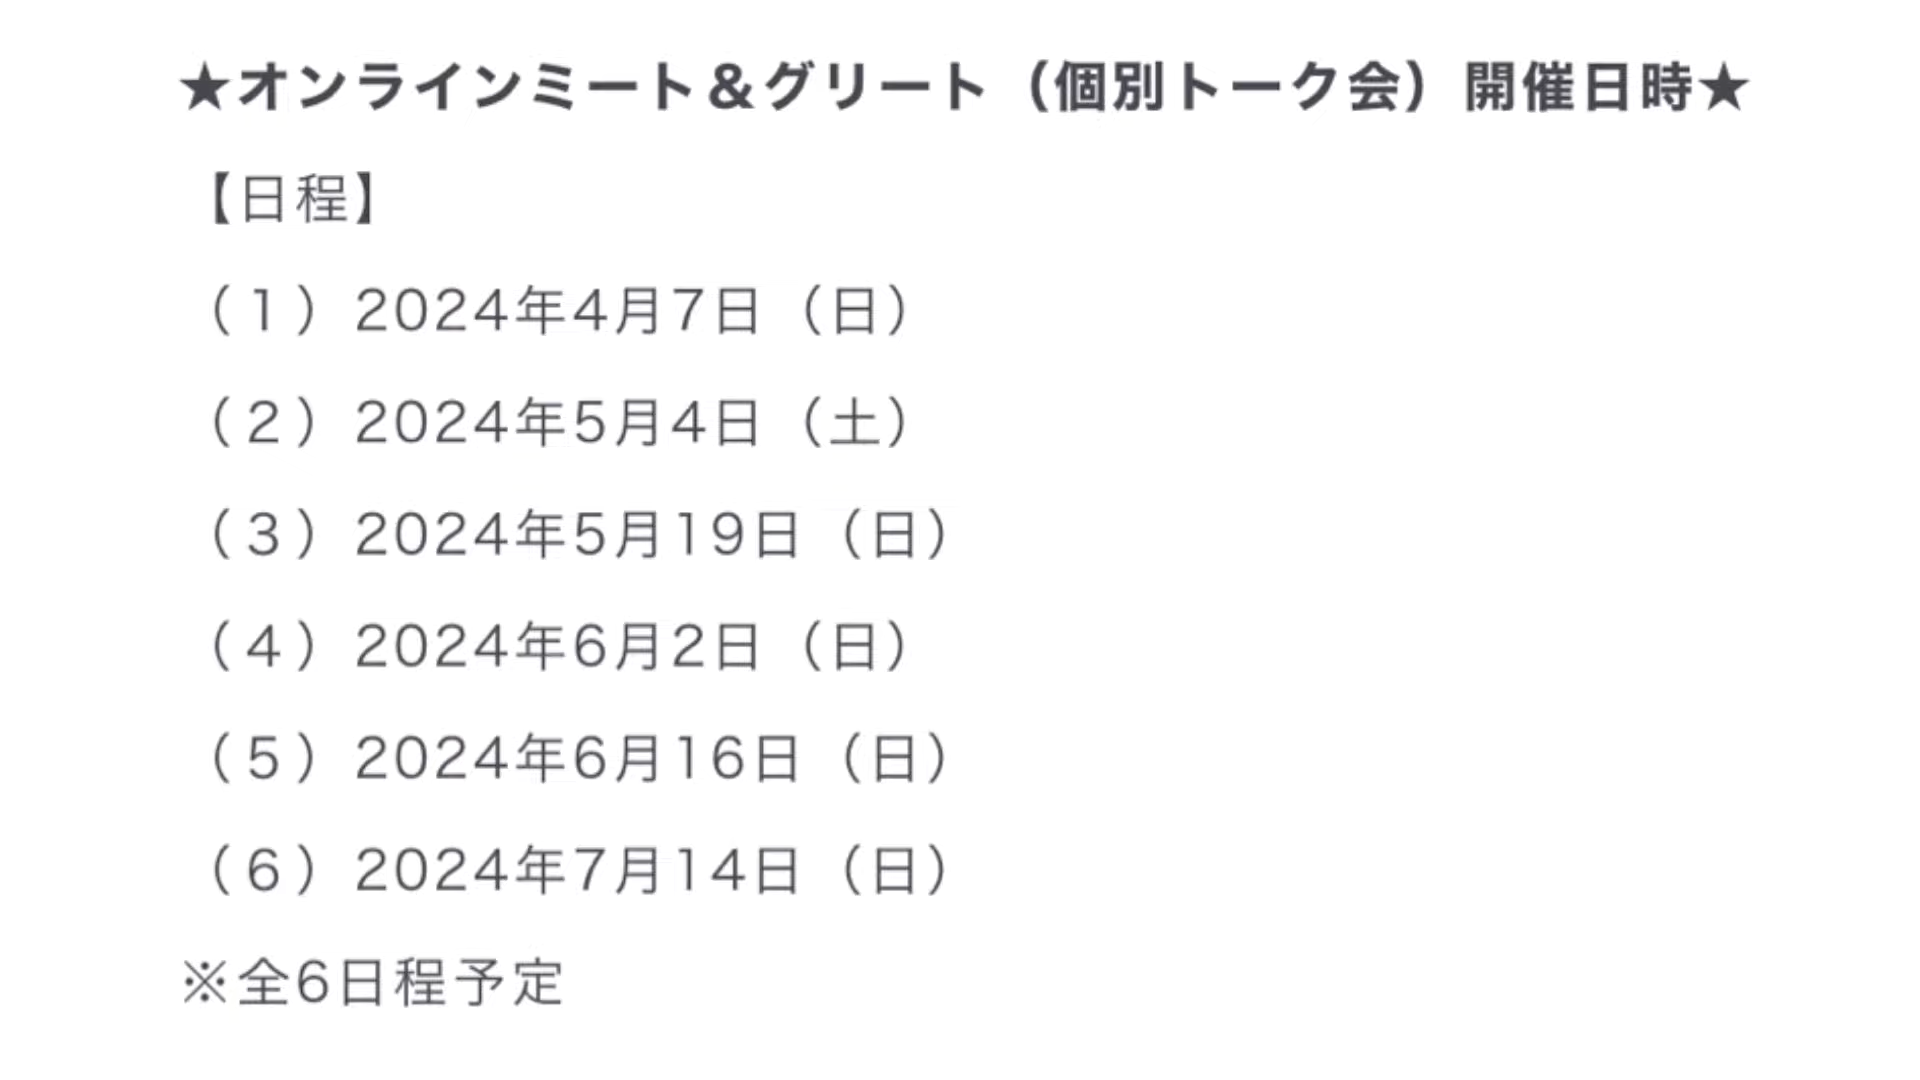 ★オンラインミート＆グリート（個別トーク会）開催日時★
【日程】
（１）2024年4月7日（日）
（２）2024年5月4日（土）
（３）2024年5月19日（日）
（４）2024年6月2日（日）
（５）2024年6月16日（日）
（６）2024年7月14日（日）
※全6日程予定